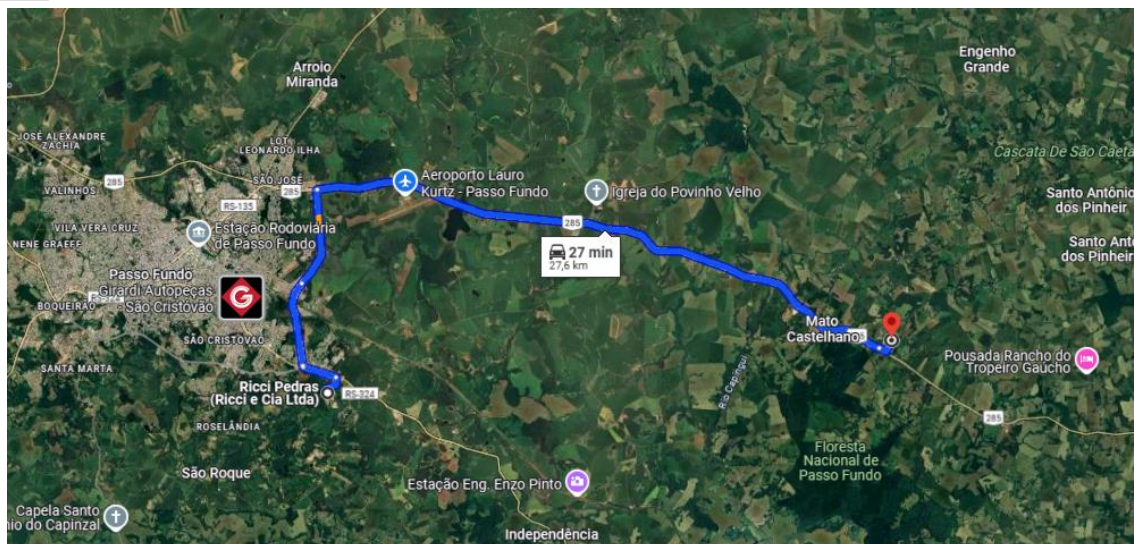 Engenho
Grande
Arroio
Miranda
JOSÉ ALEXANDRE
ZACHIA
LOT.
LEONARDO ILHA
Cascata De São Caeta
285
VALINHOS
SÃO JOSÉ
285
Aeroporto Lauro
Kurtz - Passo Fundo
Igreja do Povinho Velho
Santo Antônio
dos Pinheir
RS-135
VILA VERA CRUZ
Estação Rodoviária
de Passo Fundo
285
NENE GRAEFF
27 min
27,6 km
Santo Antô
dos Pinheir
Passo Fundo
Girardi Autopeças
São Cristóvão
G
BOQUEIRÃO
SÃO CRISTOVAO
Mato
Castelhano
SANTA MARTA
Pousada Rancho do
Tropeiro Gaúcho
Ricci Pedras
(Ricci e Cia Ltda)
RS-324
Rio Capingui
285
ROSELÂNDIA
Floresta
Nacional de
Passo Fundo
São Roque
Estação Eng. Enzo Pinto
Capela Santo
nio do Capinzal
Independência